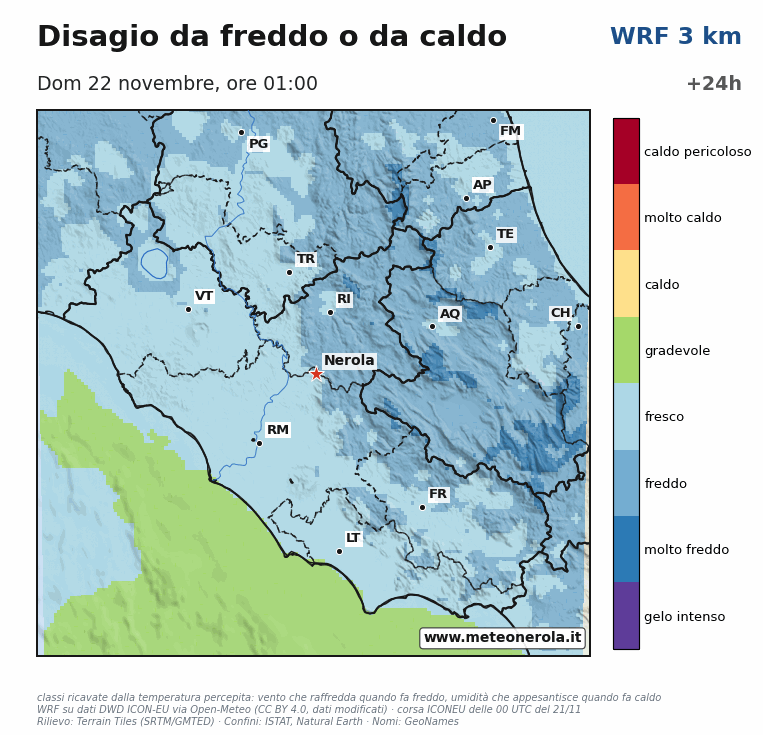 Disagio da freddo o da caldo
WRF 3 km
Dom 22 novembre, ore 01:00
+24h
FM
PG
AP
TE
TR
VT
RI
AQ
CH
Nerola
RM
FR
LT
www.meteonerola.it
caldo pericoloso
molto caldo
caldo
gradevole
fresco
freddo
molto freddo
gelo intenso
classi ricavate dalla temperatura percepita: vento che raffredda quando fa freddo, umidità che appesantisce quando fa caldo
WRF su dati DWD ICON-EU via Open-Meteo (CC BY 4.0, dati modificati) · corsa ICONEU delle 00 UTC del 21/11
Rilievo: Terrain Tiles (SRTM/GMTED) · Confini: ISTAT, Natural Earth · Nomi: GeoNames